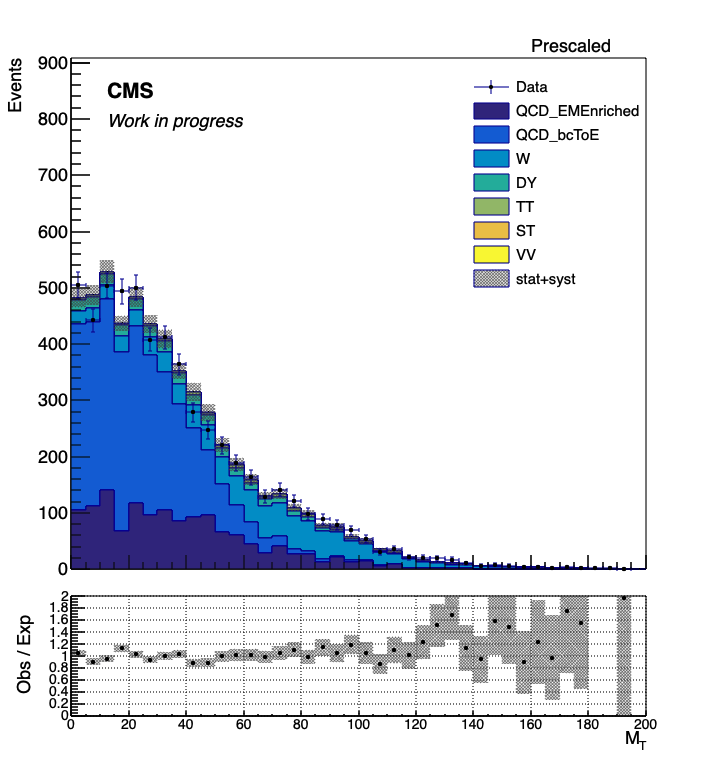 Prescaled
Events
900
800
700
600
500
400
300
200
100
0
CMS
Work in progress
Data
QCD_EMEnriched
QCD_bcToE
W
DY
TT
ST
VV
stat+syst
Obs / Exp
2
1.8
1.6
1.4
1.2
1
0.8
0.6
0.4
0.2
0
0 20 40 60 80 100 120 140 160 180 200
M_T